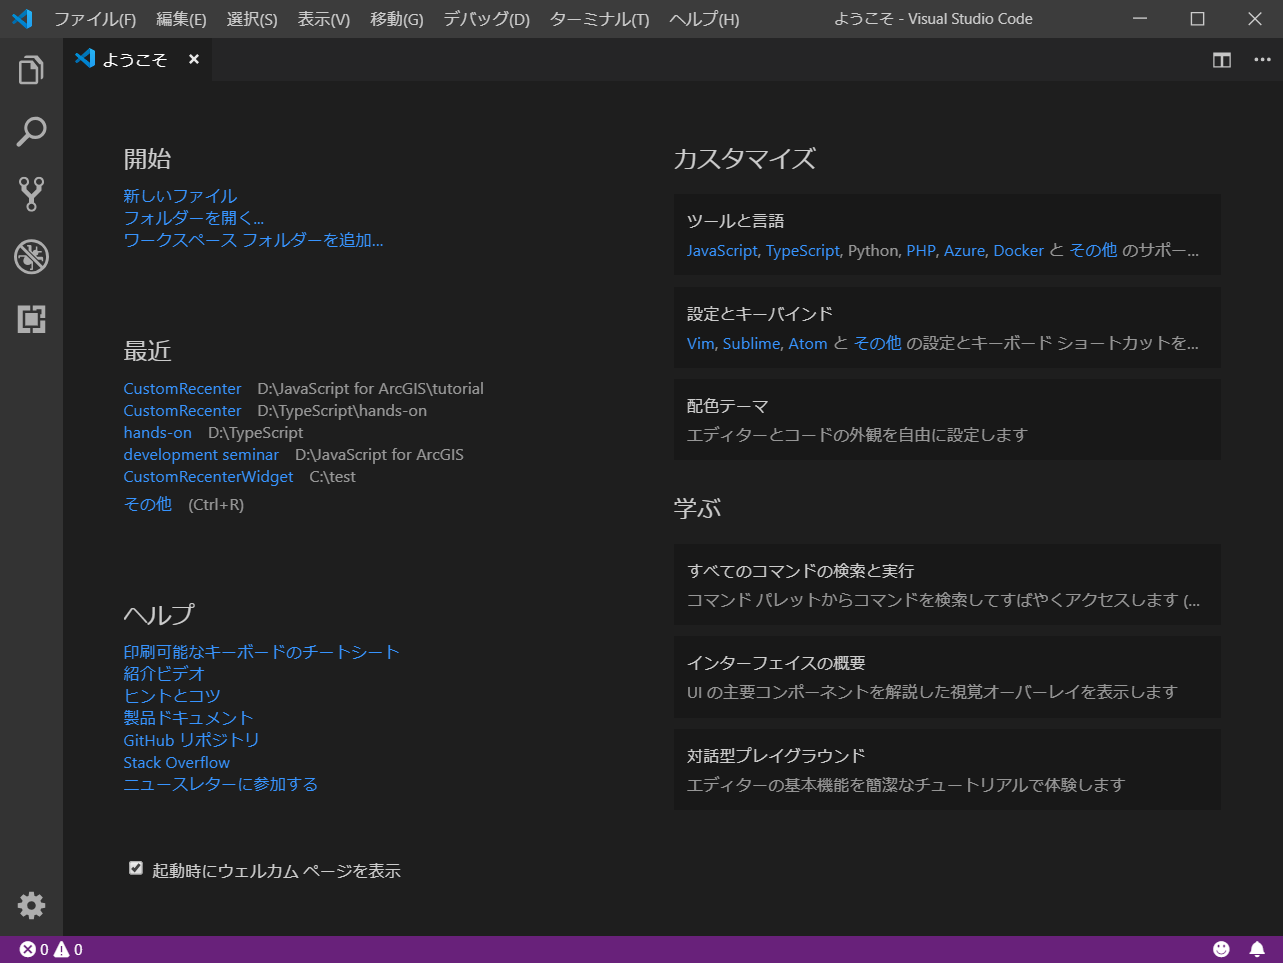 ファイル(F) 編集(E) 選択(S) 表示(V) 移動(G) デバッグ(D) ターミナル(T) ヘルプ(H) ようこそ - Visual Studio Code
ようこそ
開始
新しいファイル
フォルダーを開く...
ワークスペース フォルダーを追加...
最近
CustomRecenter D:\JavaScript for ArcGIS\tutorial
CustomRecenter D:\TypeScript\hands-on
hands-on D:\TypeScript
development seminar D:\JavaScript for ArcGIS
CustomRecenterWidget C:\test
その他 (Ctrl+R)
ヘルプ
印刷可能なキーボードのチートシート
紹介ビデオ
ヒントとコツ
製品ドキュメント
GitHub リポジトリ
Stack Overflow
ニュースレターに参加する
起動時にウェルカム ページを表示
カスタマイズ
ツールと言語
JavaScript, TypeScript, Python, PHP, Azure, Docker と その他 のサポー...
設定とキーバインド
Vim, Sublime, Atom と その他 の設定とキーボード ショートカットを...
配色テーマ
エディターとコードの外観を自由に設定します
学ぶ
すべてのコマンドの検索と実行
コマンド パレットからコマンドを検索してすばやくアクセスします (...
インターフェイスの概要
UI の主要コンポーネントを解説した視覚オーバーレイを表示します
対話型プレイグラウンド
エディターの基本機能を簡潔なチュートリアルで体験します
0 0